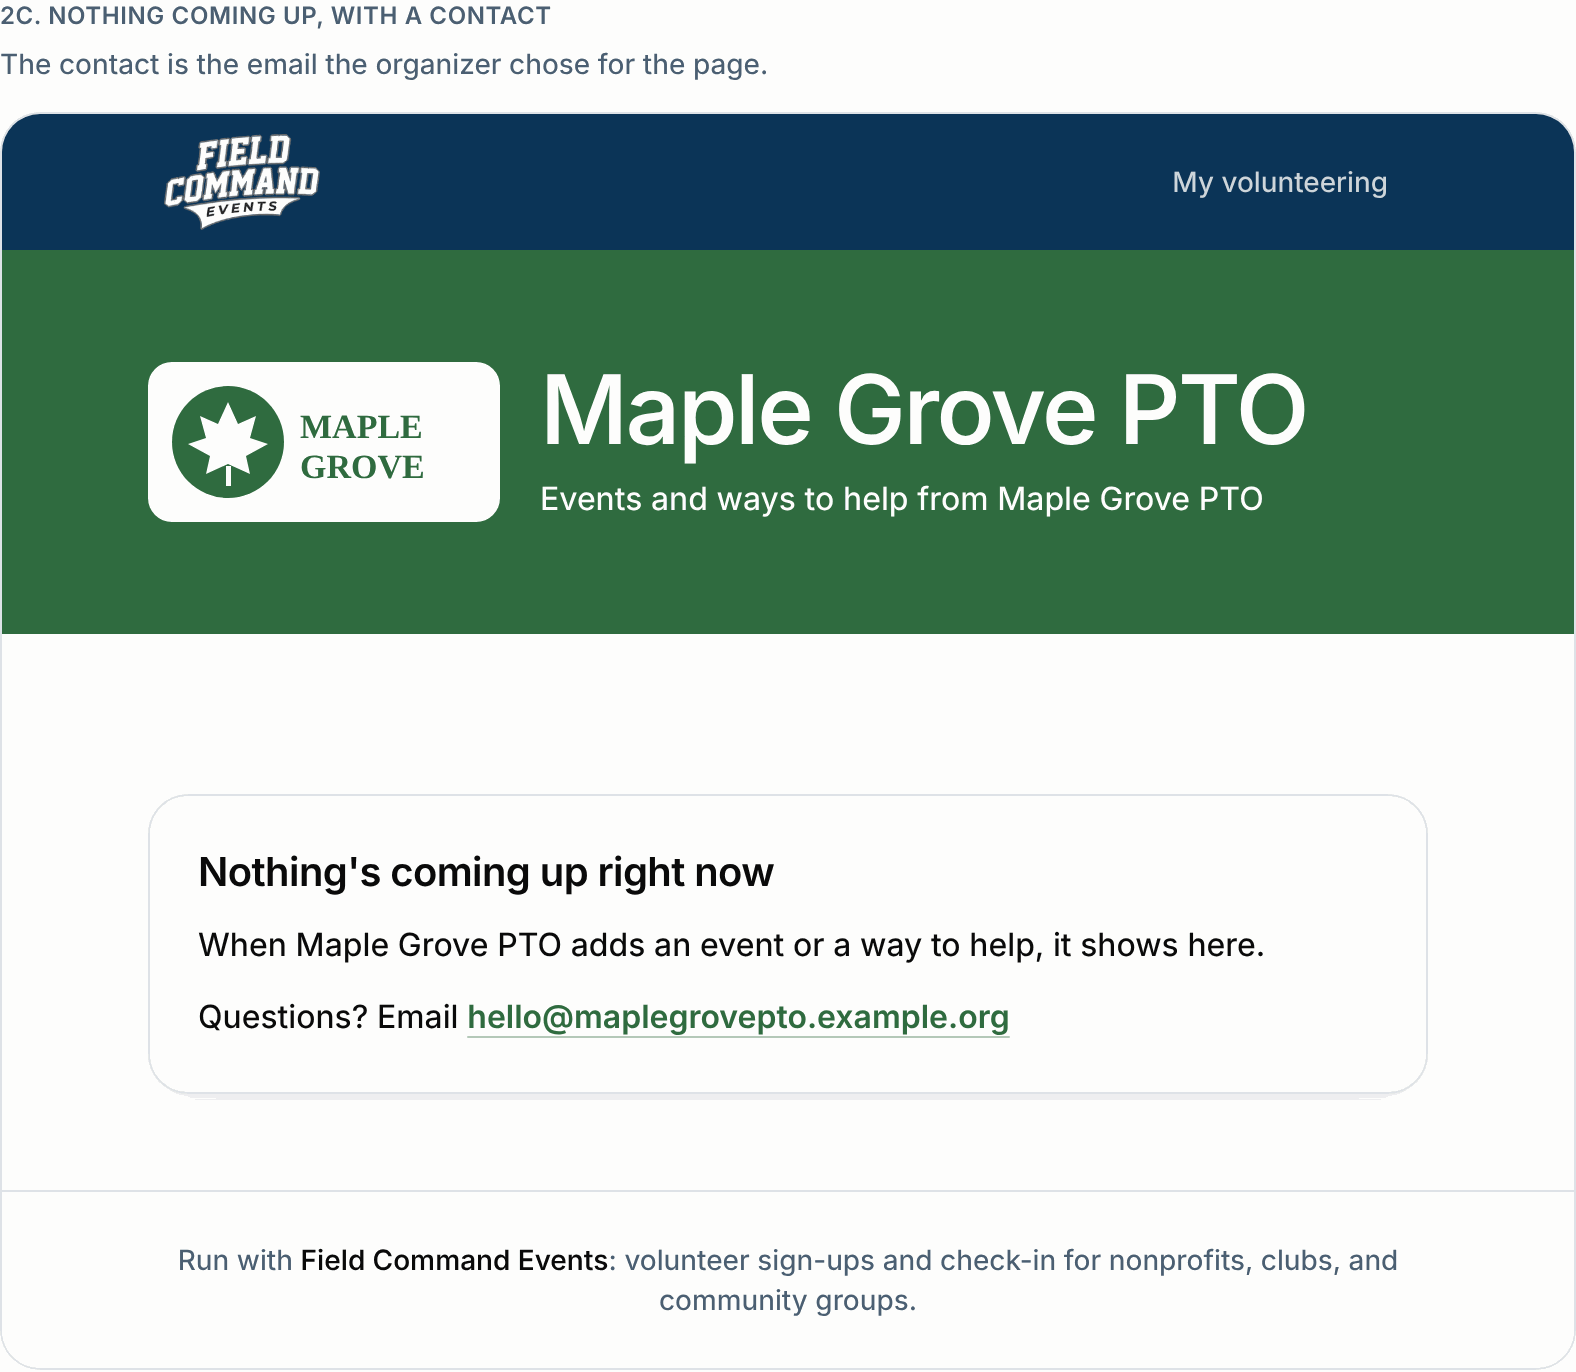 2C. NOTHING COMING UP, WITH A CONTACT
The contact is the email the organizer chose for the page.
FIELD
COMMAND
EVENTS
My volunteering
MAPLE
GROVE
Maple Grove PTO
Events and ways to help from Maple Grove PTO
Nothing's coming up right now
When Maple Grove PTO adds an event or a way to help, it shows here.
Questions? Email hello@maplegrovepto.example.org
Run with Field Command Events: volunteer sign-ups and check-in for nonprofits, clubs, and
community groups.